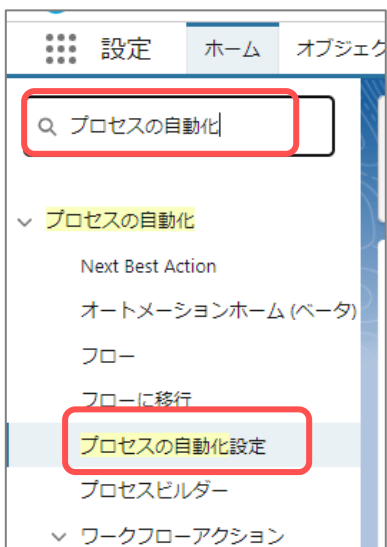 設定 ホーム オブジェク
プロセスの自動化
プロセスの自動化
Next Best Action
オートメーションホーム (ベータ)
フロー
フローに移行
プロセスの自動化設定
プロセスビルダー
ワークフローアクション